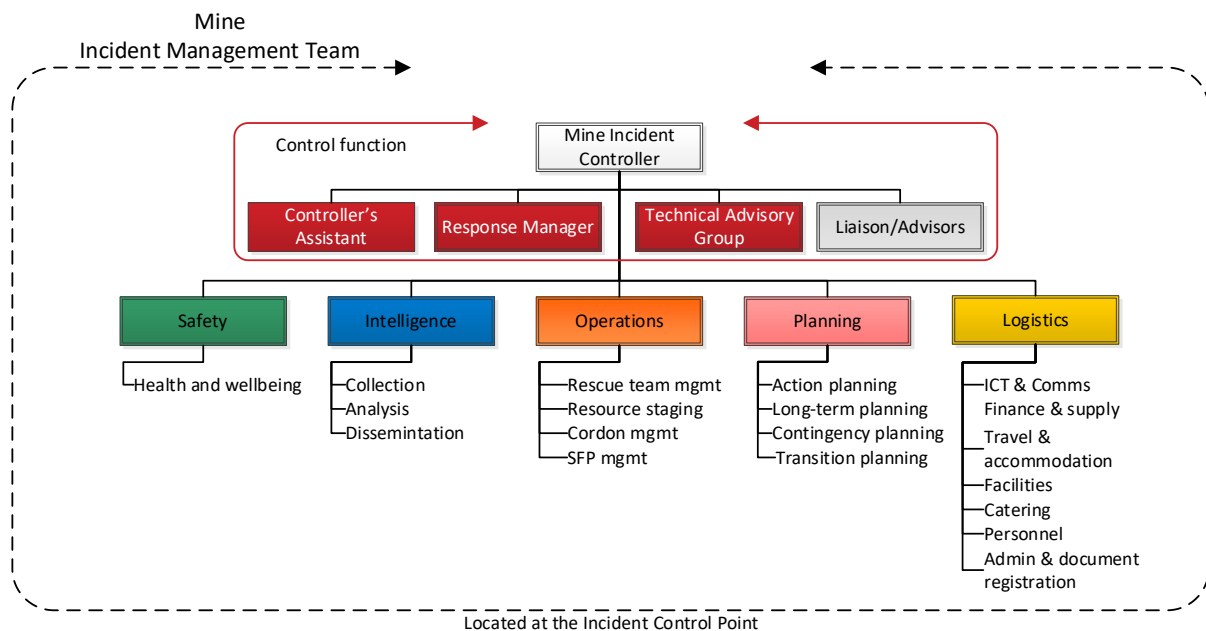 Mine
Incident Management Team
Control function
Mine Incident
Controller
Controller's
Assistant
Response Manager
Technical Advisory
Group
Liaison/Advisors
Safety
Intelligence
Operations
Planning
Logistics
Health and wellbeing
Collection
Analysis
Dissemintation
Rescue team mgmt
Resource staging
Cordon mgmt
SFP mgmt
Action planning
Long-term planning
Contingency planning
Transition planning
ICT & Comms
Finance & supply
Travel &
accommodation
Facilities
Catering
Personnel
Admin & document
registration
Located at the Incident Control Point